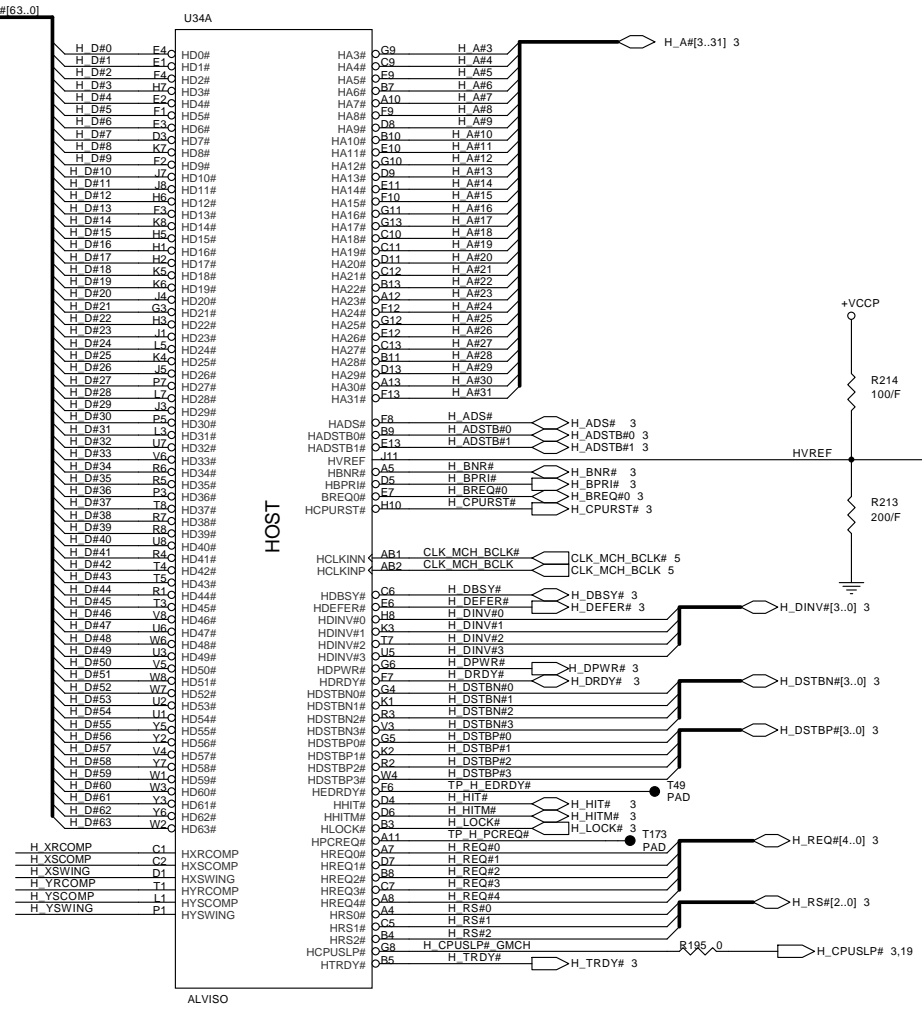 #[63..0]
U34A
H_D#0 E4 HD0#
H_D#1 E1 HD1#
H_D#2 F4 HD2#
H_D#3 H7 HD3#
H_D#4 E2 HD4#
H_D#5 F1 HD5#
H_D#6 E3 HD6#
H_D#7 D3 HD7#
H_D#8 K7 HD8#
H_D#9 F2 HD9#
H_D#10 J7 HD10#
H_D#11 J8 HD11#
H_D#12 H6 HD12#
H_D#13 F3 HD13#
H_D#14 K8 HD14#
H_D#15 H5 HD15#
H_D#16 H1 HD16#
H_D#17 H2 HD17#
H_D#18 K5 HD18#
H_D#19 K6 HD19#
H_D#20 J4 HD20#
H_D#21 G3 HD21#
H_D#22 H3 HD22#
H_D#23 J1 HD23#
H_D#24 L5 HD24#
H_D#25 K4 HD25#
H_D#26 J5 HD26#
H_D#27 P7 HD27#
H_D#28 L7 HD28#
H_D#29 J3 HD29#
H_D#30 P5 HD30#
H_D#31 L3 HD31#
H_D#32 U7 HD32#
H_D#33 V6 HD33#
H_D#34 R6 HD34#
H_D#35 R5 HD35#
H_D#36 P3 HD36#
H_D#37 T8 HD37#
H_D#38 R7 HD38#
H_D#39 R8 HD39#
H_D#40 U8 HD40#
H_D#41 R4 HD41#
H_D#42 T4 HD42#
H_D#43 T5 HD43#
H_D#44 R1 HD44#
H_D#45 T3 HD45#
H_D#46 V8 HD46#
H_D#47 U6 HD47#
H_D#48 W6 HD48#
H_D#49 U3 HD49#
H_D#50 V5 HD50#
H_D#51 W8 HD51#
H_D#52 W7 HD52#
H_D#53 U2 HD53#
H_D#54 U1 HD54#
H_D#55 Y5 HD55#
H_D#56 Y2 HD56#
H_D#57 V4 HD57#
H_D#58 Y7 HD58#
H_D#59 W1 HD59#
H_D#60 W3 HD60#
H_D#61 Y3 HD61#
H_D#62 Y6 HD62#
H_D#63 W2 HD63#
H_XRCOMP C1 HXRCOMP
H_XSCOMP C2 HXSCOMP
H_XSWING D1 HXSWING
H_YRCOMP T1 HYRCOMP
H_YSCOMP L1 HYSCOMP
H_YSWING P1 HYSWING
HOST
HA3# G9 H_A#3
HA4# C9 H_A#4
HA5# E9 H_A#5
HA6# B7 H_A#6
HA7# A10 H_A#7
HA8# F9 H_A#8
HA9# D8 H_A#9
HA10# B10 H_A#10
HA11# E10 H_A#11
HA12# G10 H_A#12
HA13# D9 H_A#13
HA14# E11 H_A#14
HA15# F10 H_A#15
HA16# G11 H_A#16
HA17# G13 H_A#17
HA18# C10 H_A#18
HA19# C11 H_A#19
HA20# D11 H_A#20
HA21# C12 H_A#21
HA22# B13 H_A#22
HA23# A12 H_A#23
HA24# F12 H_A#24
HA25# G12 H_A#25
HA26# E12 H_A#26
HA27# C13 H_A#27
HA28# B11 H_A#28
HA29# D13 H_A#29
HA30# A13 H_A#30
HA31# F13 H_A#31
H_A#[3..31] 3
HADS# F8 H_ADS# H_ADS# 3
HADSTB0# B9 H_ADSTB#0 H_ADSTB#0 3
HADSTB1# E13 H_ADSTB#1 H_ADSTB#1 3
HVREF J11 HVREF
HBNR# A5 H_BNR# H_BNR# 3
HBPRI# D5 H_BPRI# H_BPRI# 3
BREQ0# E7 H_BREQ#0 H_BREQ#0 3
HCPURST# H10 H_CPURST# H_CPURST# 3
HCLKINN AB1 CLK_MCH_BCLK# CLK_MCH_BCLK# 5
HCLKINP AB2 CLK_MCH_BCLK CLK_MCH_BCLK 5
HDBSY# C6 H_DBSY# H_DBSY# 3
HDEFER# E6 H_DEFER# H_DEFER# 3
HDINV#0 H8 H_DINV#0
HDINV#1 K3 H_DINV#1
HDINV#2 T7 H_DINV#2
HDINV#3 U5 H_DINV#3
H_DINV#[3..0] 3
HDPWR# G6 H_DPWR# H_DPWR# 3
HDRDY# F7 H_DRDY# H_DRDY# 3
HDSTBN0# G4 H_DSTBN#0
HDSTBN1# K1 H_DSTBN#1
HDSTBN2# R3 H_DSTBN#2
HDSTBN3# V3 H_DSTBN#3
H_DSTBN#[3..0] 3
HDSTBP0# G5 H_DSTBP#0
HDSTBP1# K2 H_DSTBP#1
HDSTBP2# R2 H_DSTBP#2
HDSTBP3# W4 H_DSTBP#3
H_DSTBP#[3..0] 3
HEDRDY# F6 TP_H_EDRDY# T49
PAD
HHIT# D4 H_HIT# H_HIT# 3
HHITM# D6 H_HITM# H_HITM# 3
HLOCK# B3 H_LOCK# H_LOCK# 3
HPCREQ# A11 TP_H_PCREQ# T173
PAD
HREQ0# A7 H_REQ#0
HREQ1# D7 H_REQ#1
HREQ2# B8 H_REQ#2
HREQ3# C7 H_REQ#3
HREQ4# A8 H_REQ#4
H_REQ#[4..0] 3
HRS0# A4 H_RS#0
HRS1# C5 H_RS#1
HRS2# B4 H_RS#2
H_RS#[2..0] 3
HCPUSLP# G8 H_CPUSLP#_GMCH R195 0 H_CPUSLP# 3,19
HTRDY# B5 H_TRDY# H_TRDY# 3
+VCCP
R214
100/F
R213
200/F
ALVISO